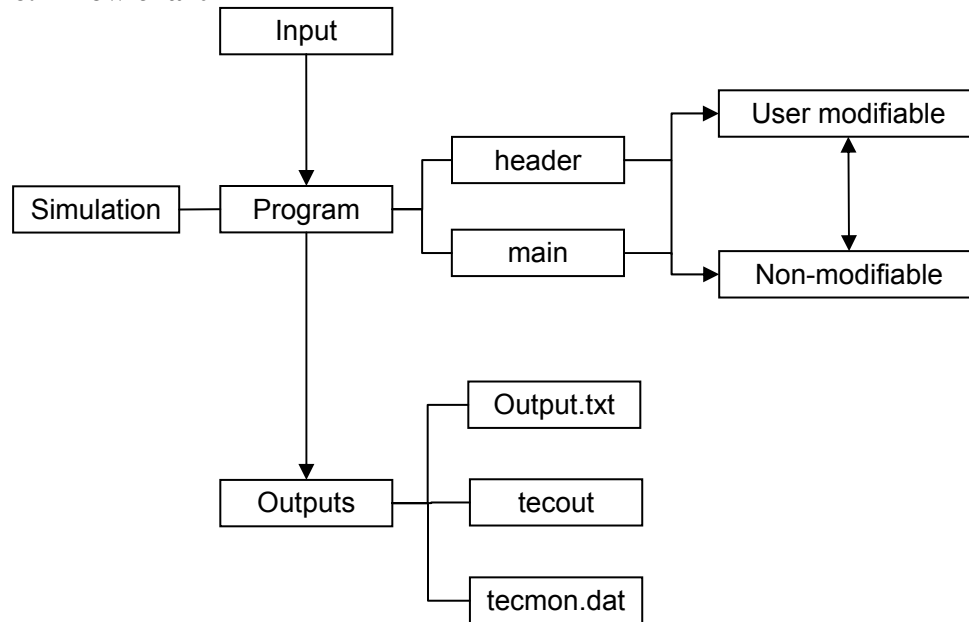 Input
User modifiable
header
Simulation
Program
main
Non-modifiable
Output.txt
Outputs
tecout
tecmon.dat